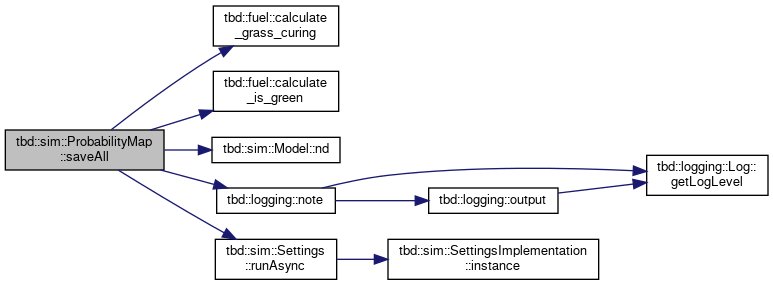 tbd::fuel::calculate
_grass_curing
tbd::fuel::calculate
_is_green
tbd::sim::ProbabilityMap
::saveAll
tbd::sim::Model::nd
tbd::logging::Log::
getLogLevel
tbd::logging::note
tbd::logging::output
tbd::sim::Settings
::runAsync
tbd::sim::SettingsImplementation
::instance